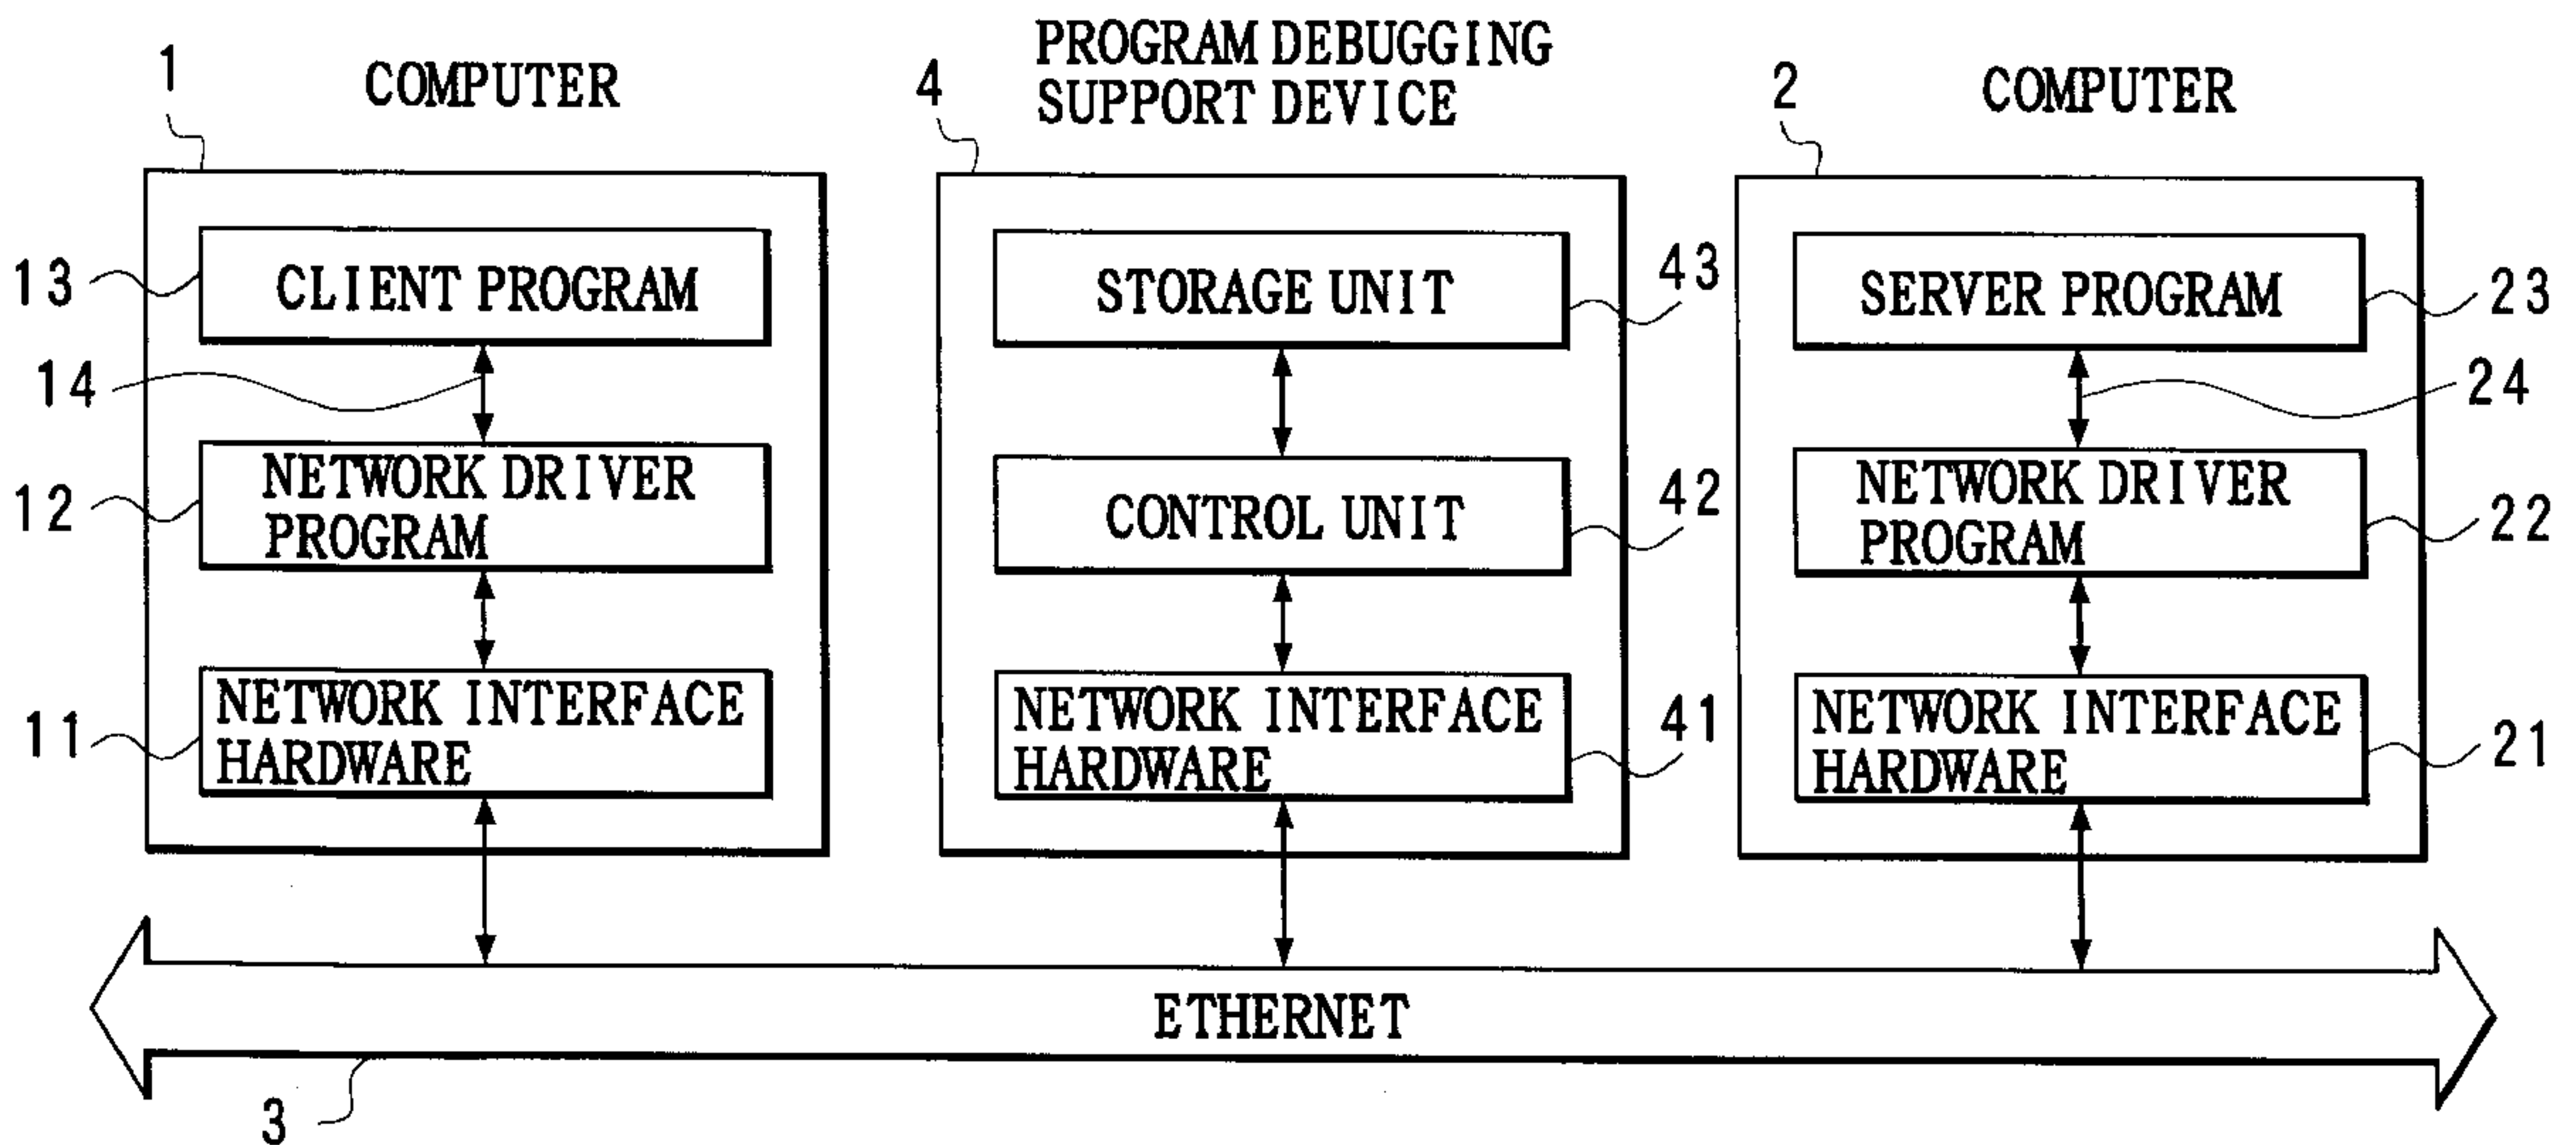 1
COMPUTER
4
PROGRAM DEBUGGING
SUPPORT DEVICE
2
COMPUTER
13
CLIENT PROGRAM
14
12
NETWORK DRIVER
PROGRAM
11
NETWORK INTERFACE
HARDWARE
STORAGE UNIT
43
CONTROL UNIT
42
NETWORK INTERFACE
HARDWARE
41
SERVER PROGRAM
23
24
NETWORK DRIVER
PROGRAM
22
NETWORK INTERFACE
HARDWARE
21
ETHERNET
3